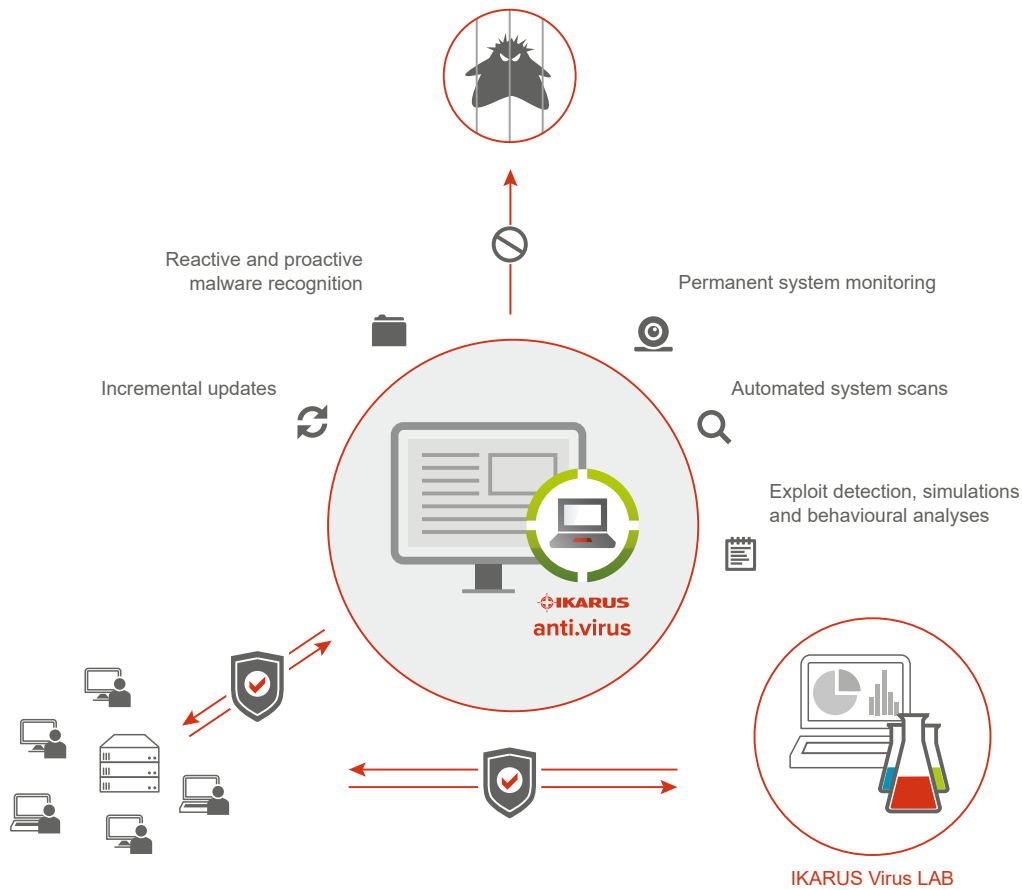 Reactive and proactive
malware recognition
Permanent system monitoring
Incremental updates
Automated system scans
Exploit detection, simulations
and behavioural analyses
IKARUS
anti.virus
IKARUS Virus LAB